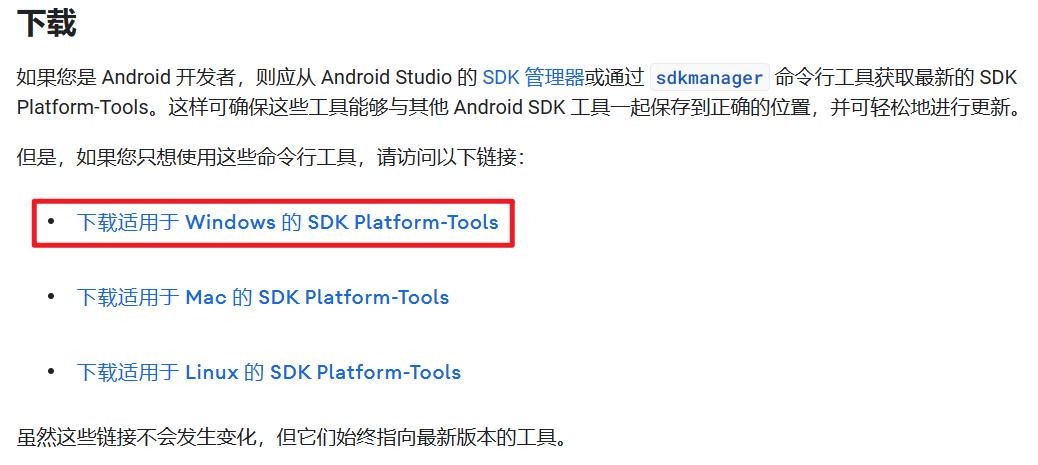 下载
如果您是 Android 开发者，则应从 Android Studio 的 SDK 管理器或通过 sdkmanager 命令行工具获取最新的 SDK
Platform-Tools。这样可确保这些工具能够与其他 Android SDK 工具一起保存到正确的位置，并可轻松地进行更新。
但是，如果您只想使用这些命令行工具，请访问以下链接：
• 下载适用于 Windows 的 SDK Platform-Tools
• 下载适用于 Mac 的 SDK Platform-Tools
• 下载适用于 Linux 的 SDK Platform-Tools
虽然这些链接不会发生变化，但它们始终指向最新版本的工具。